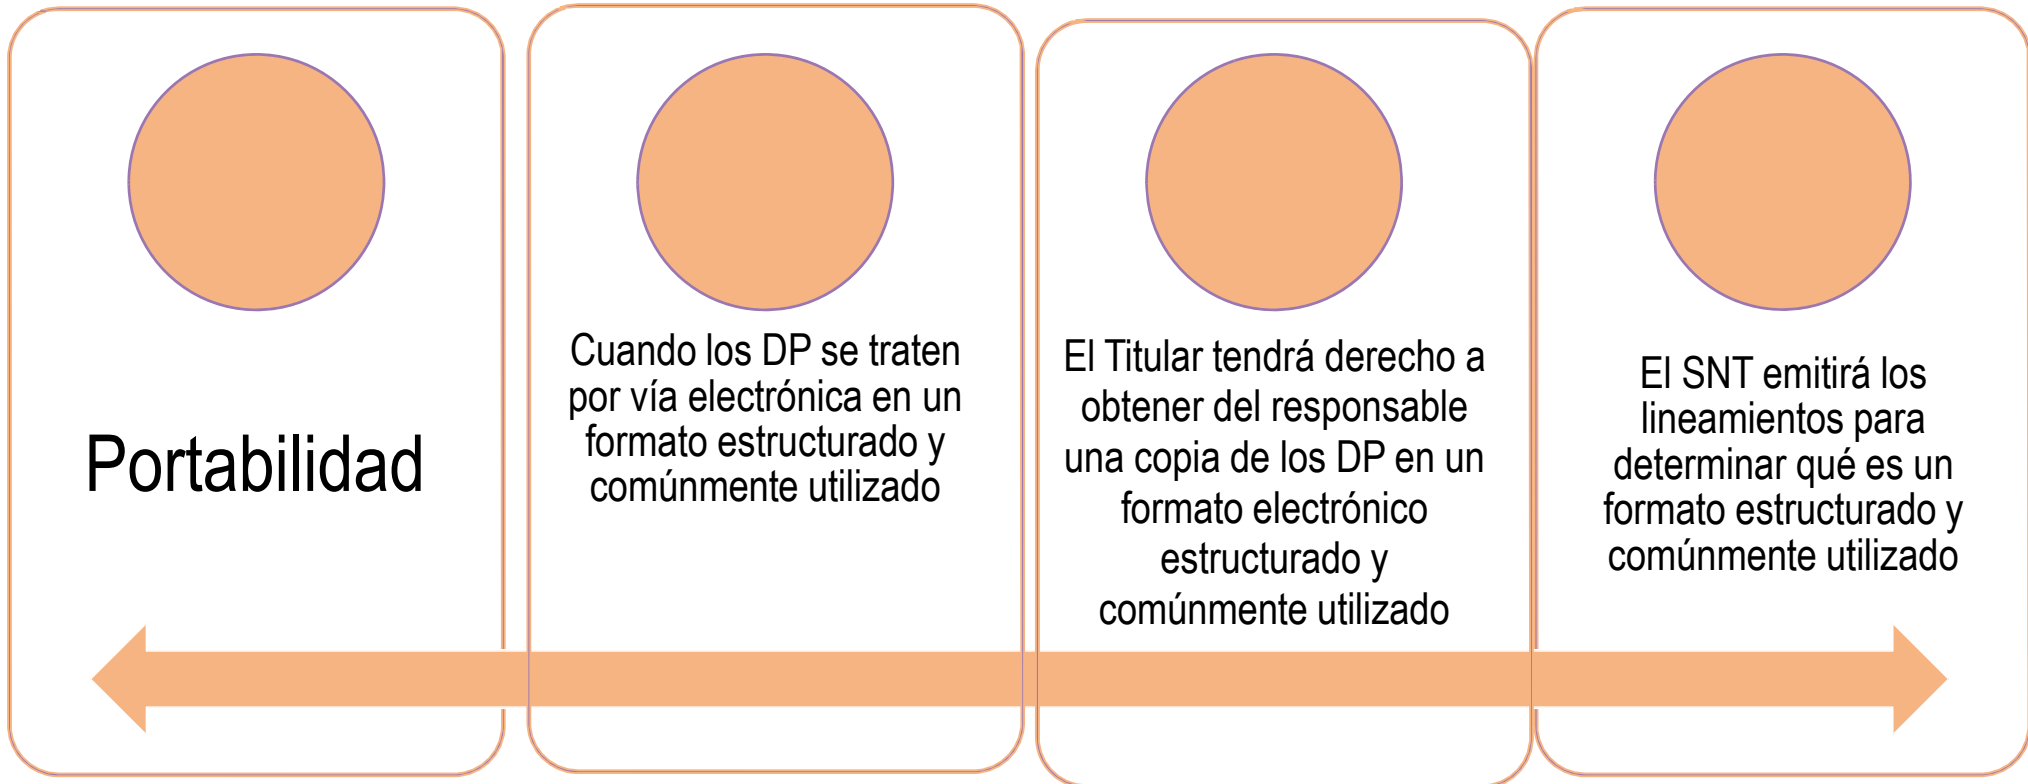 Portabilidad
Cuando los DP se traten
por vía electrónica en un
formato estructurado y
comúnmente utilizado
El Titular tendrá derecho a
obtener del responsable
una copia de los DP en un
formato electrónico
estructurado y
comúnmente utilizado
El SNT emitirá los
lineamientos para
determinar qué es un
formato estructurado y
comúnmente utilizado